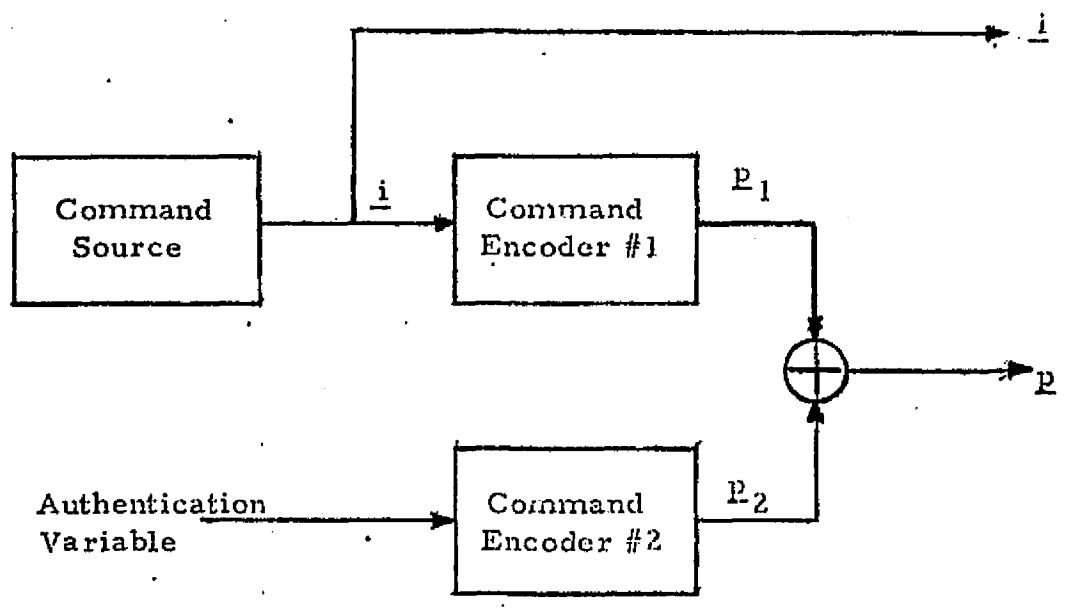 i
Command
Source
i
Command
Encoder #1
p1
p
Authentication
Variable
Command
Encoder #2
p2